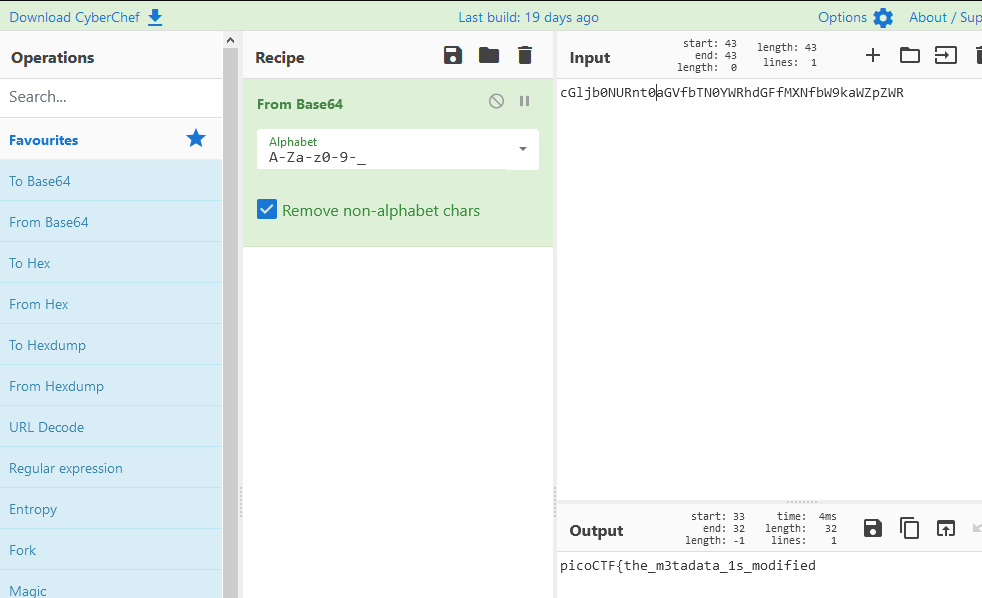 Download CyberChef
Last build: 19 days ago
Options
About / Sup
Operations
Search...
Favourites
To Base64
From Base64
To Hex
From Hex
To Hexdump
From Hexdump
URL Decode
Regular expression
Entropy
Fork
Magic
Recipe
From Base64
Alphabet
A-Za-z0-9-_
Remove non-alphabet chars
Input
start: 43
end: 43
length: 0
length: 43
lines: 1
cGljb0NURnt0aGVfbTN0YWRhdGFfMXNfbW9kaWZpZWR
Output
start: 33
end: 32
length: -1
time: 4ms
length: 32
lines: 1
picoCTF{the_m3tadata_1s_modified